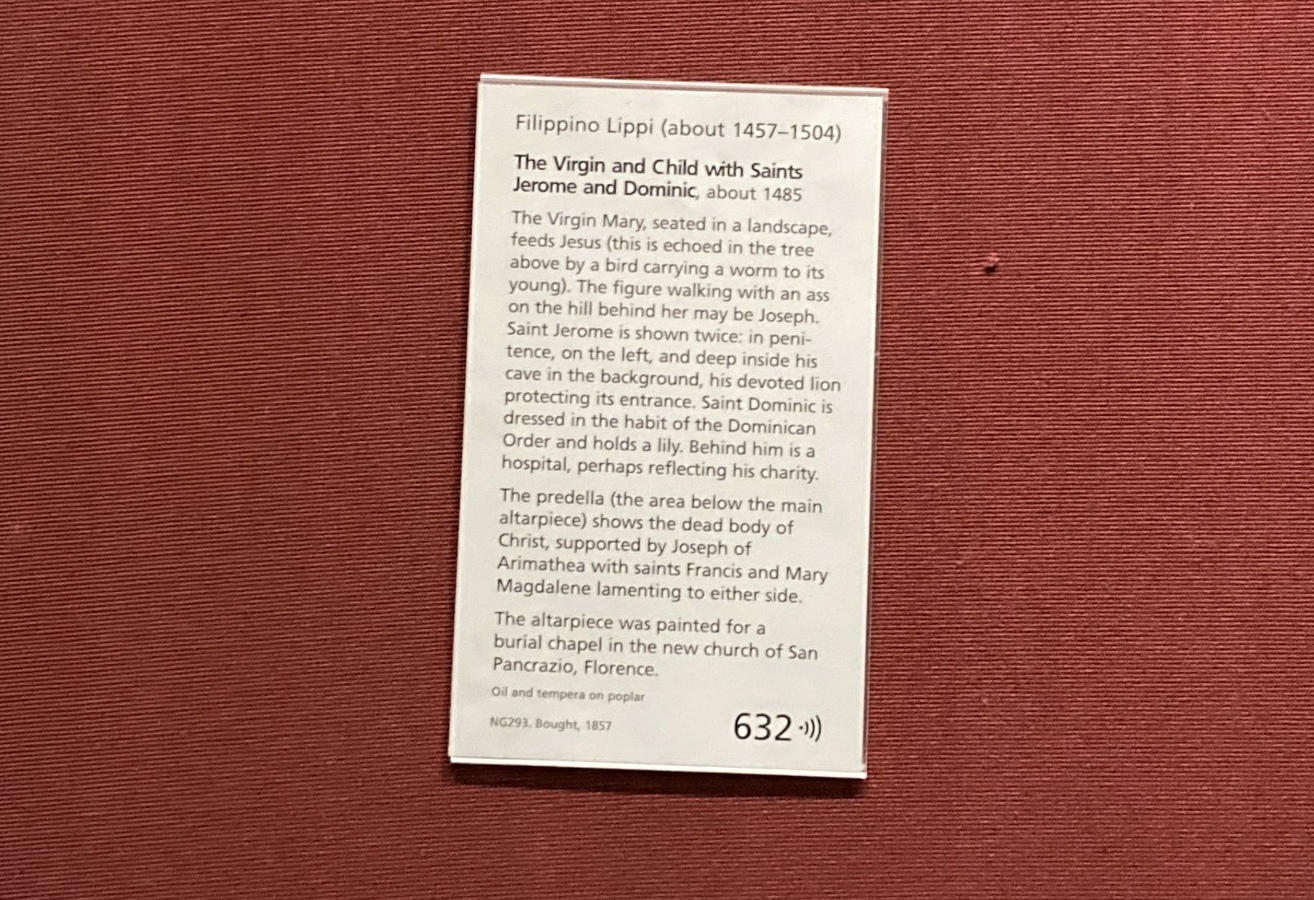 Filippino Lippi (about 1457–1504)
The Virgin and Child with Saints
Jerome and Dominic, about 1485
The Virgin Mary, seated in a landscape,
feeds Jesus (this is echoed in the tree
above by a bird carrying a worm to its
young). The figure walking with an ass
on the hill behind her may be Joseph.
Saint Jerome is shown twice: in peni-
tence, on the left, and deep inside his
cave in the background, his devoted lion
protecting its entrance. Saint Dominic is
dressed in the habit of the Dominican
Order and holds a lily. Behind him is a
hospital, perhaps reflecting his charity.
The predella (the area below the main
altarpiece) shows the dead body of
Christ, supported by Joseph of
Arimathea with saints Francis and Mary
Magdalene lamenting to either side.
The altarpiece was painted for a
burial chapel in the new church of San
Pancrazio, Florence.
Oil and tempera on poplar
NG293. Bought, 1857
632